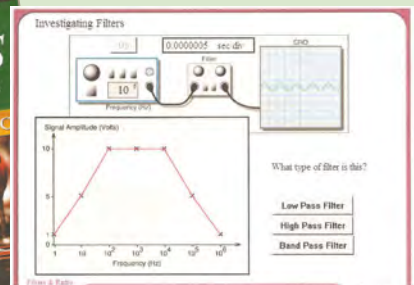 Investigating Filters
0.0000005 sec/div
CRO
Filter
10
Frequency (Hz)
Signal Amplitude (Volts)
10
5
1
1 10 10² 10³ 10⁴ 10⁵ 10⁶
Frequency (Hz)
What type of filter is this?
Low Pass Filter
High Pass Filter
Band Pass Filter
Filters & Radio